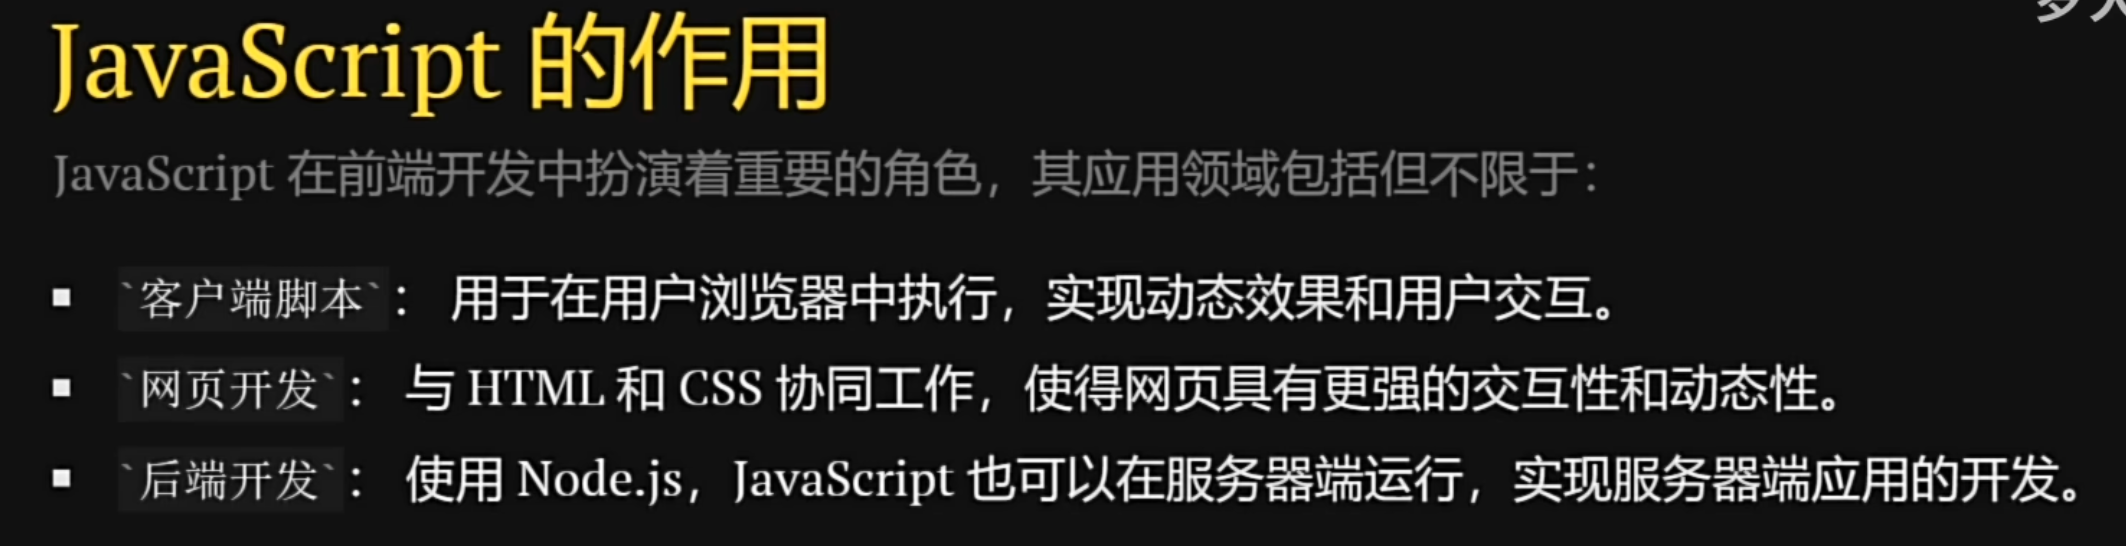 JavaScript 的作用
JavaScript 在前端开发中扮演着重要的角色，其应用领域包括但不限于：
▪ `客户端脚本`： 用于在用户浏览器中执行，实现动态效果和用户交互。
▪ `网页开发`： 与 HTML 和 CSS 协同工作，使得网页具有更强的交互性和动态性。
▪ `后端开发`： 使用 Node.js，JavaScript 也可以在服务器端运行，实现服务器端应用的开发。